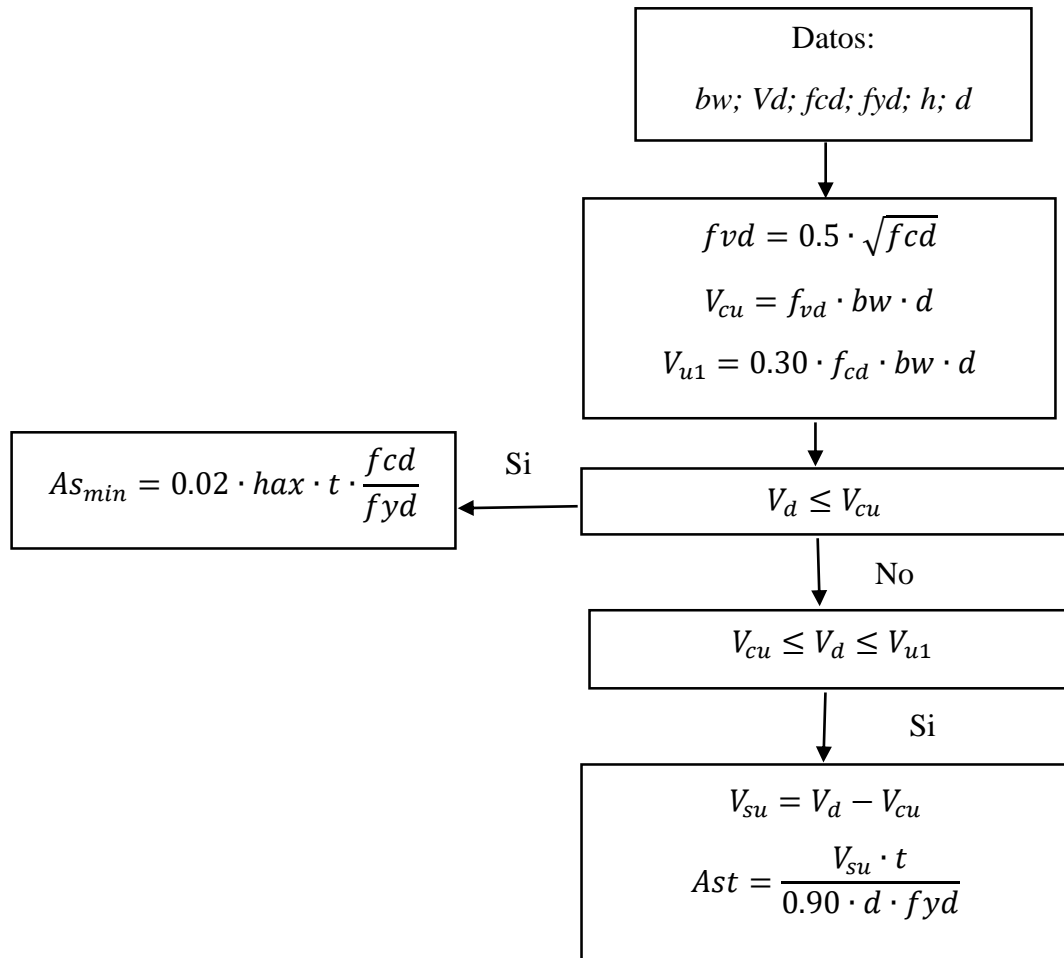 Datos:
bw; Vd; fcd; fyd; h; d
fvd = 0.5 · √fcd
V_cu = f_vd · bw · d
V_u1 = 0.30 · f_cd · bw · d
Si
As_min = 0.02 · hax · t · fcd/fyd
V_d ≤ V_cu
No
V_cu ≤ V_d ≤ V_u1
Si
V_su = V_d − V_cu
Ast = V_su · t / 0.90 · d · fyd